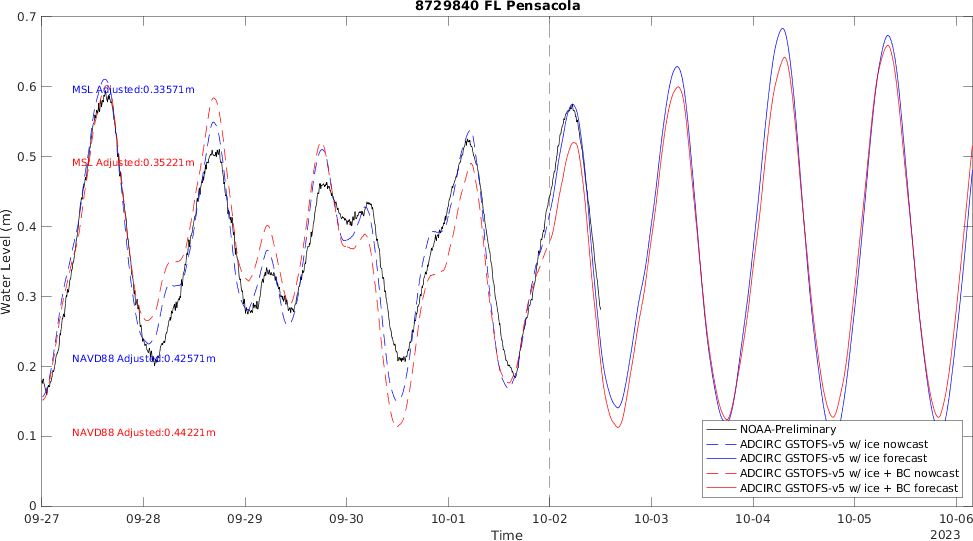 8729840 FL Pensacola
0.7
0.6
0.5
0.4
0.3
0.2
0.1
0
Water Level (m)
MSL Adjusted:0.33571m
MSL Adjusted:0.35221m
NAVD88 Adjusted:0.42571m
NAVD88 Adjusted:0.44221m
NOAA-Preliminary
ADCIRC GSTOFS-v5 w/ ice nowcast
ADCIRC GSTOFS-v5 w/ ice forecast
ADCIRC GSTOFS-v5 w/ ice + BC nowcast
ADCIRC GSTOFS-v5 w/ ice + BC forecast
09-27 09-28 09-29 09-30 10-01 10-02 10-03 10-04 10-05 10-06
Time
2023